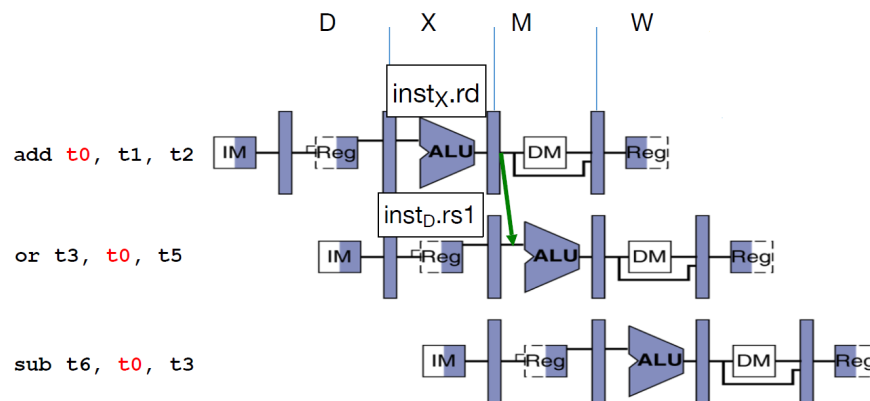 D X M W
inst_X.rd
add t0, t1, t2 IM Reg ALU DM Reg
inst_D.rs1
or t3, t0, t5 IM Reg ALU DM Reg
sub t6, t0, t3 IM Reg ALU DM Reg